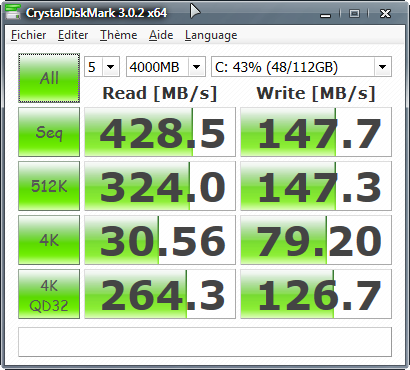 CrystalDiskMark 3.0.2 x64
Fichier Editer Thème Aide Language
All 5 4000MB C: 43% (48/112GB)
Read [MB/s] Write [MB/s]
Seq 428.5 147.7
512K 324.0 147.3
4K 30.56 79.20
4K QD32 264.3 126.7